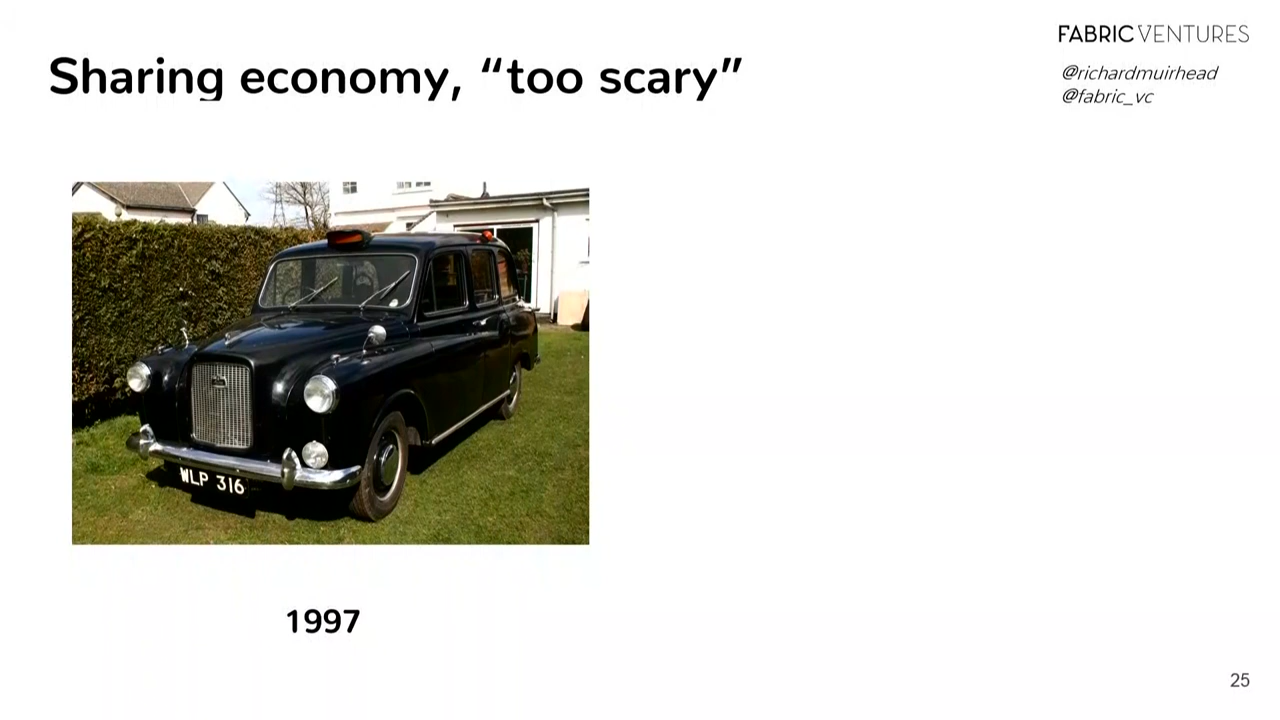 FABRIC VENTURES
Sharing economy, “too scary”
@richardmuirhead
@fabric_vc
WLP 316
1997
25